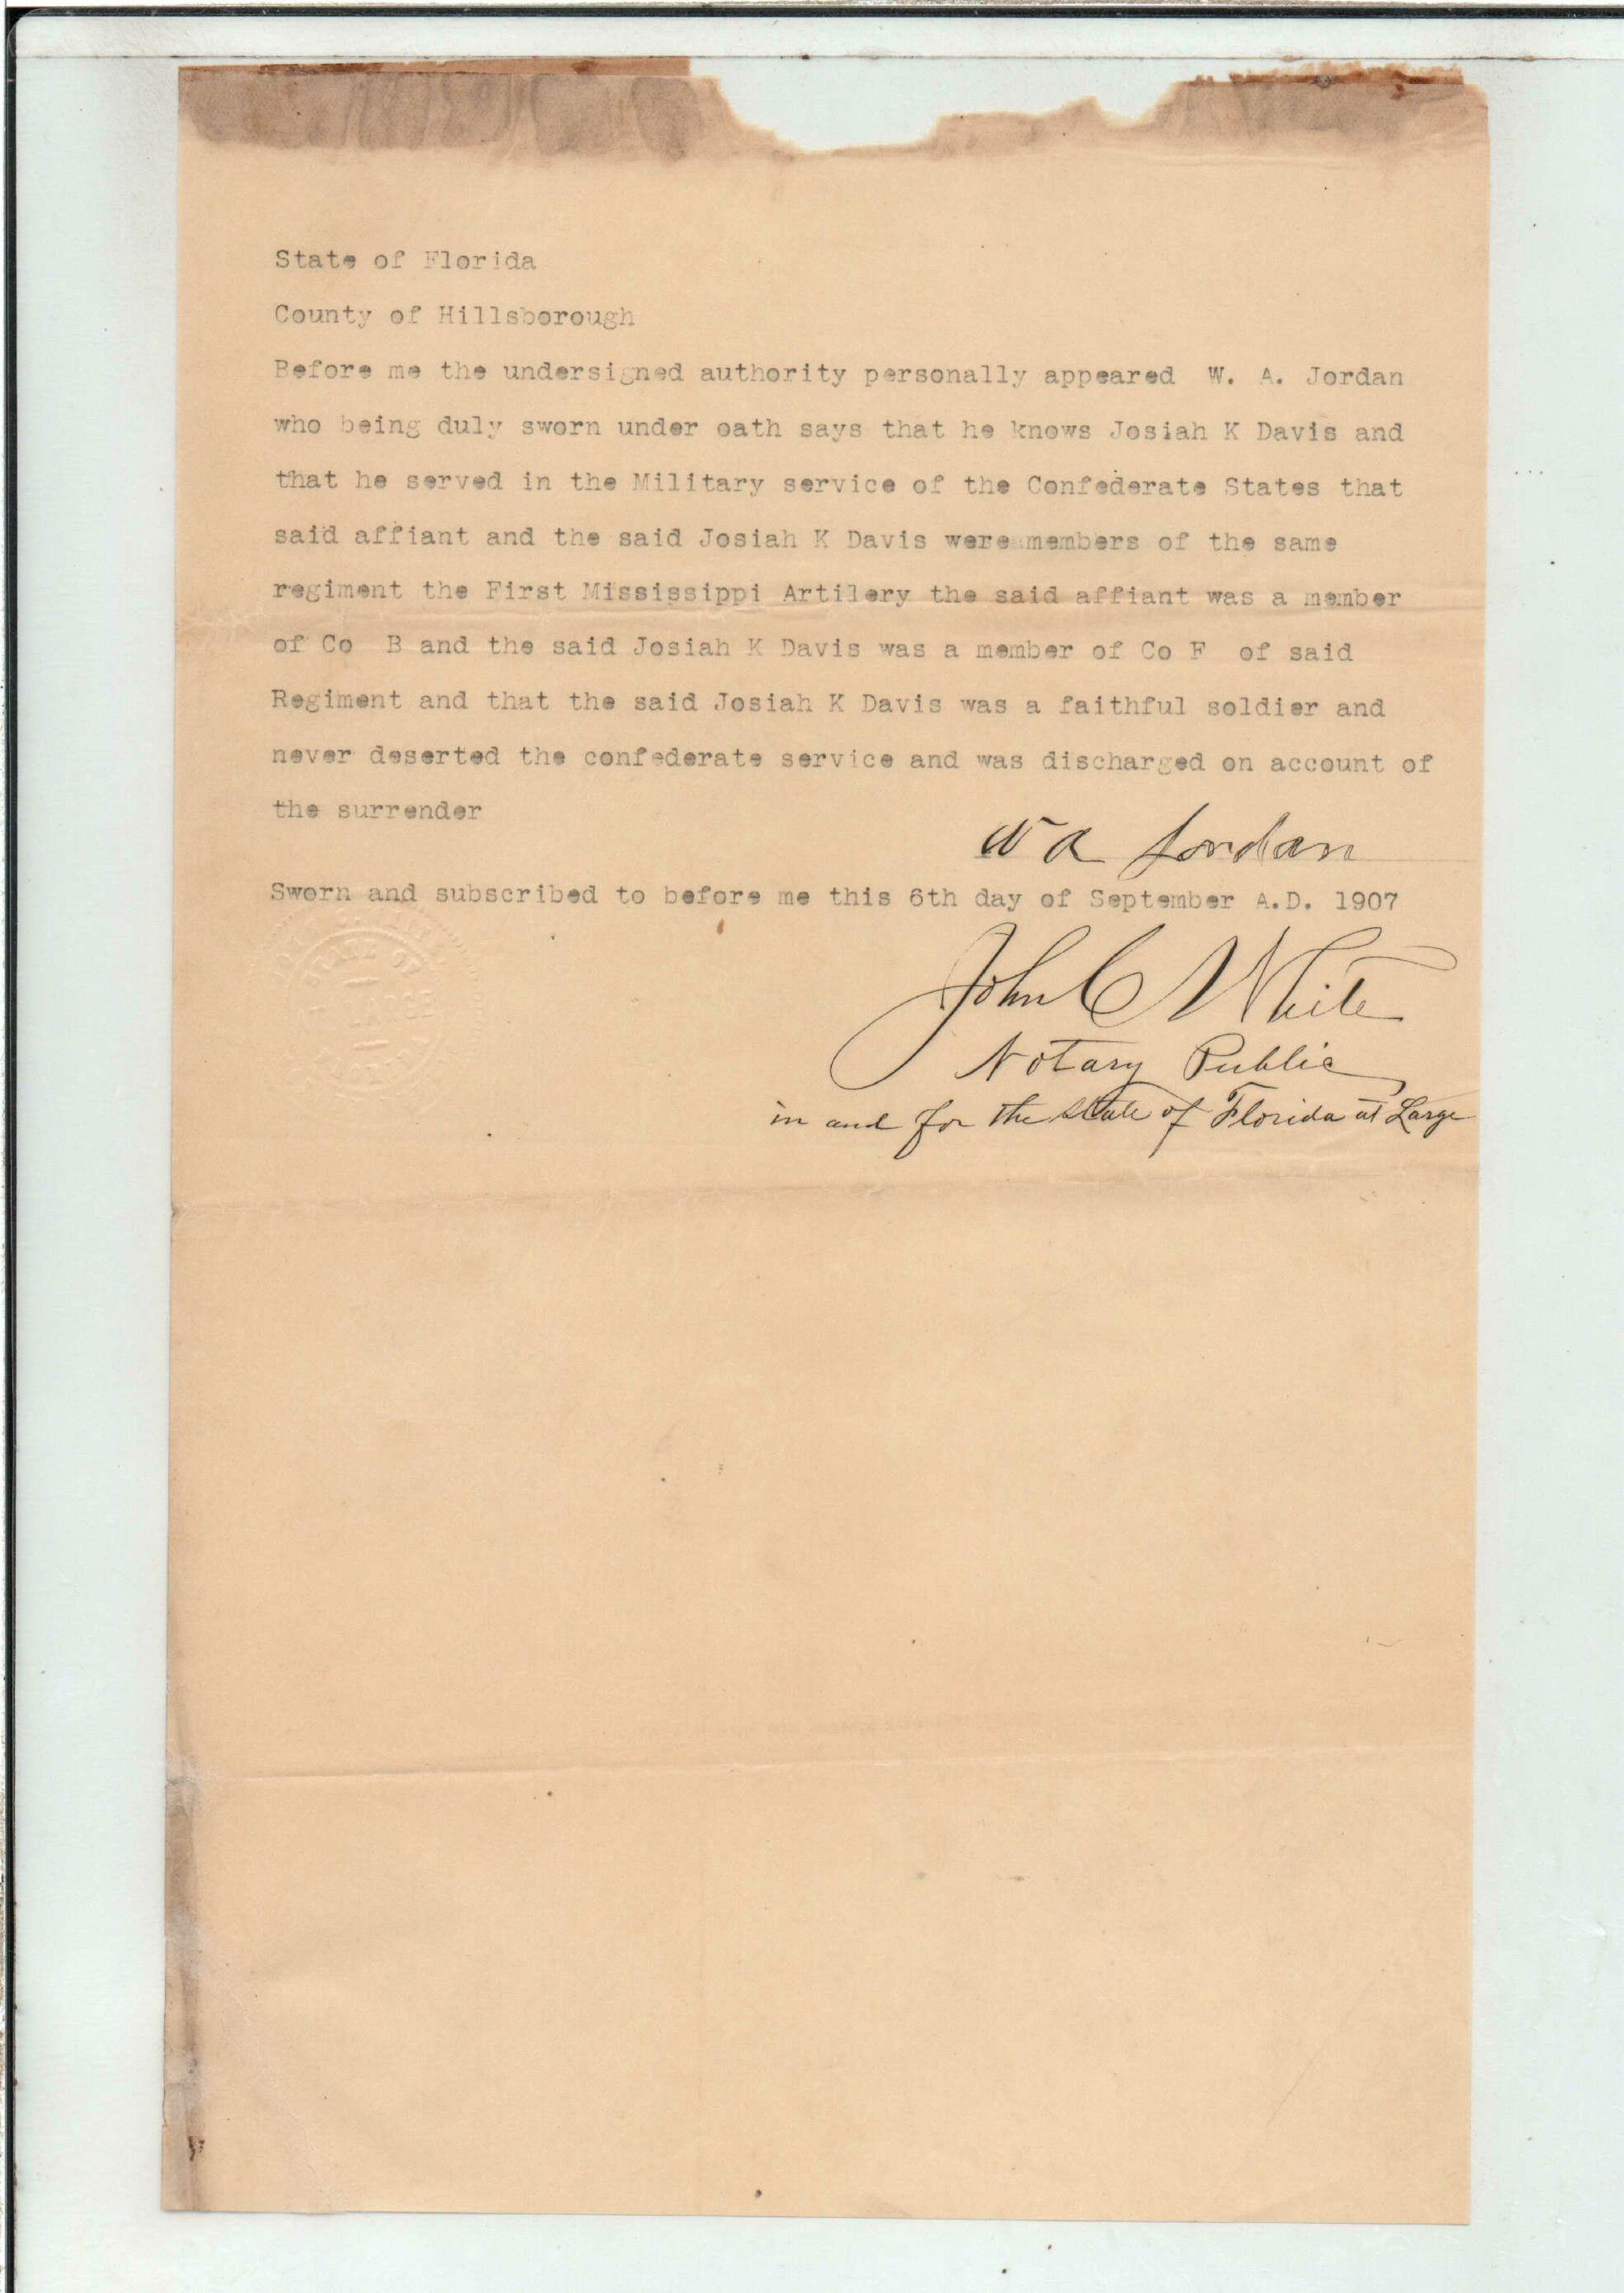 State of Florida
County of Hillsborough
Before me the undersigned authority personally appeared W. A. Jordan
who being duly sworn under oath says that he knows Josiah K Davis and
that he served in the Military service of the Confederate States that
said affiant and the said Josiah K Davis were members of the same
regiment the First Mississippi Artilery the said affiant was a member
of Co B and the said Josiah K Davis was a member of Co F of said
Regiment and that the said Josiah K Davis was a faithful soldier and
never deserted the confederate service and was discharged on account of
the surrender
W A Jordan
Sworn and subscribed to before me this 6th day of September A.D. 1907
STATE OF
LARGE
John C White
Notary Public
in and for the State of Florida at Large